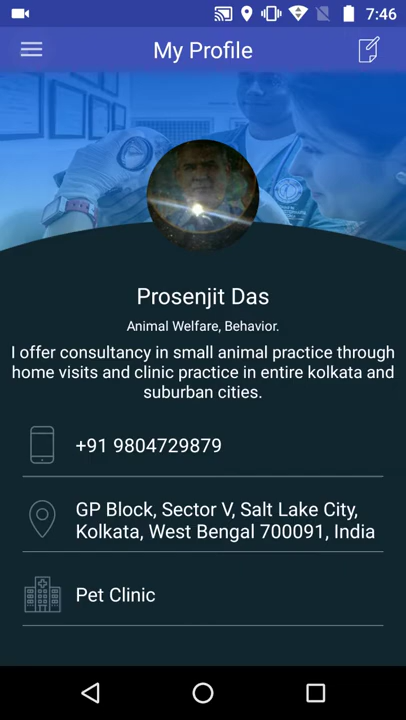 7:46
My Profile
Prosenjit Das
Animal Welfare, Behavior.
I offer consultancy in small animal practice through
home visits and clinic practice in entire kolkata and
suburban cities.
+91 9804729879
GP Block, Sector V, Salt Lake City,
Kolkata, West Bengal 700091, India
Pet Clinic